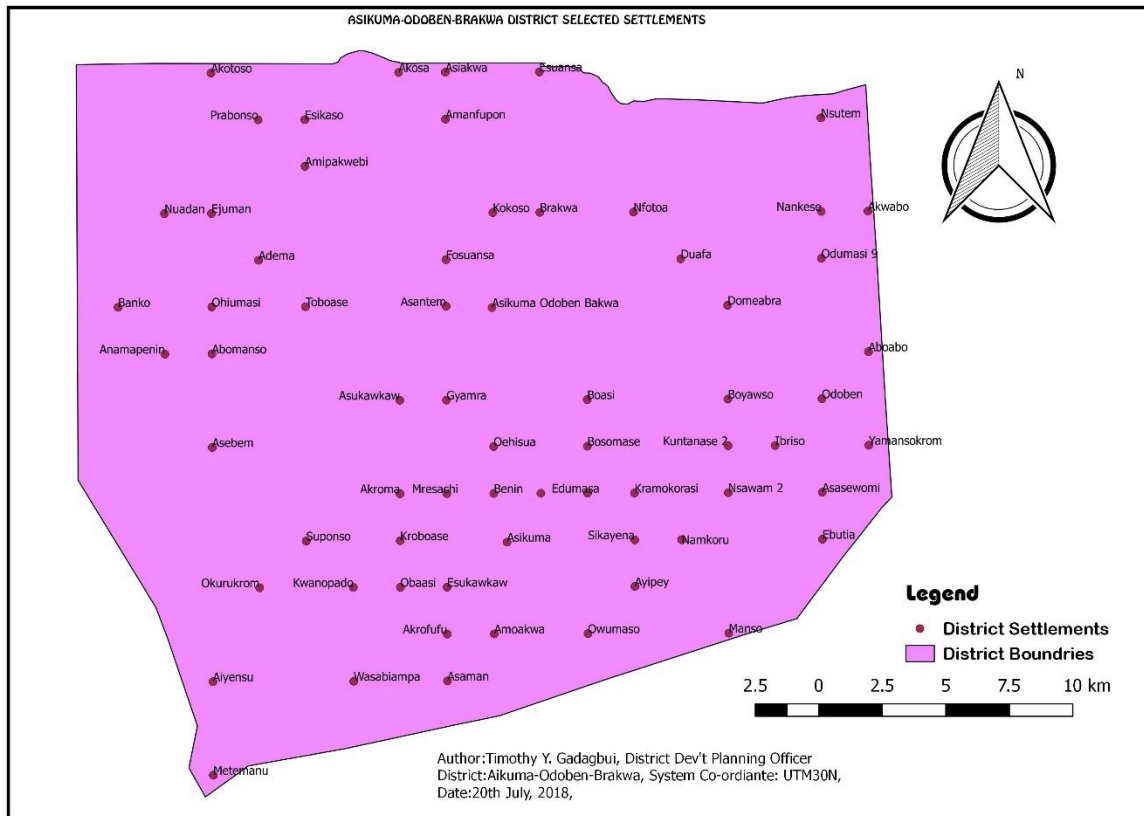 ASIKUMA-ODOBEN-BRAKWA DISTRICT SELECTED SETTLEMENTS
N
Akotoso
Akosa
Asiakwa
Esuansa
Prabonso
Esikaso
Amanfupon
Nsutem
Amipakwebi
Nuadan
Ejuman
Kokoso
Brakwa
Nfotoa
Nankeso
Akwabo
Adema
Fosuansa
Duafa
Odumasi 9
Banko
Ohiumasi
Toboase
Asantem
Asikuma Odoben Bakwa
Domeabra
Anamapenin
Abomanso
Aboabo
Asukawkaw
Gyamra
Boasi
Boyawso
Odoben
Asebem
Oehisua
Bosomase
Kuntanase 2
Ibriso
Yamansokrom
Akroma
Mresachi
Benin
Edumasa
Kramokorasi
Nsawam 2
Asasewomi
Suponso
Kroboase
Asikuma
Sikayena
Namkoru
Ebutia
Okurukrom
Kwanopado
Obaasi
Esukawkaw
Ayipey
Akrofufu
Amoakwa
Owumaso
Manso
Aiyensu
Wasabiampa
Asaman
Metemanu
Legend
District Settlements
District Boundries
2.5 0 2.5 5 7.5 10 km
Author:Timothy Y. Gadagbui, District Dev't Planning Officer
District:Aikuma-Odoben-Brakwa, System Co-ordiante: UTM30N,
Date:20th July, 2018,